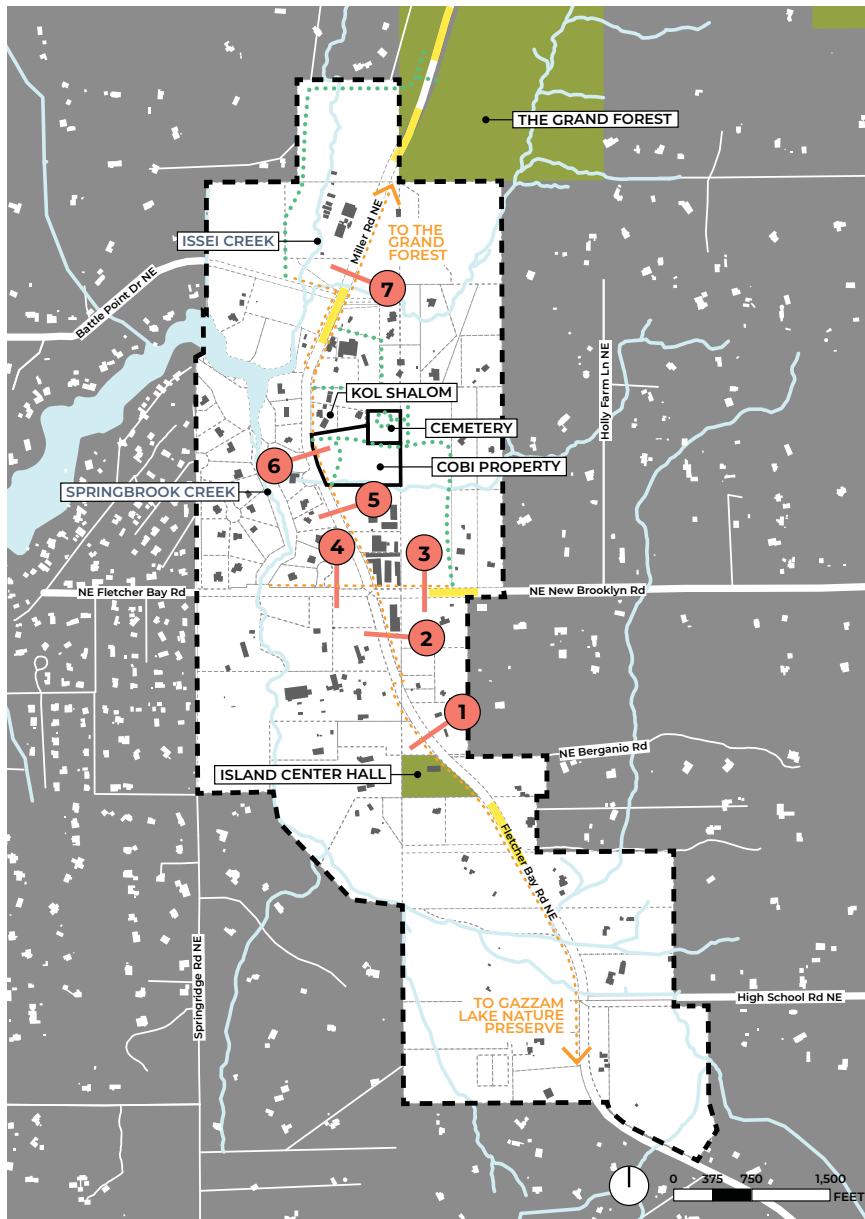 THE GRAND FOREST
Miller Rd NE
TO THE
GRAND
FOREST
ISSEI CREEK
7
Battle Point Dr NE
Holly Farm Ln NE
KOL SHALOM
CEMETERY
6
COBI PROPERTY
SPRINGBROOK CREEK
5
4
3
NE Fletcher Bay Rd
NE New Brooklyn Rd
2
1
NE Berganio Rd
ISLAND CENTER HALL
Fletcher Bay Rd NE
Springridge Rd NE
TO GAZZAM
LAKE NATURE
PRESERVE
High School Rd NE
0 375 750 1,500
FEET